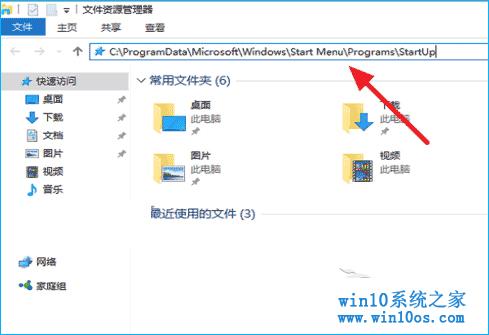 文件资源管理器
文件 主页 共享 查看
C:\ProgramData\Microsoft\Windows\Start Menu\Programs\StartUp
快速访问
桌面
下载
文档
图片
视频
音乐
网络
家庭组
常用文件夹 (6)
桌面
此电脑
下载
此电脑
图片
此电脑
视频
此电脑
最近使用的文件 (3)
win10系统之家
www.win10os.com